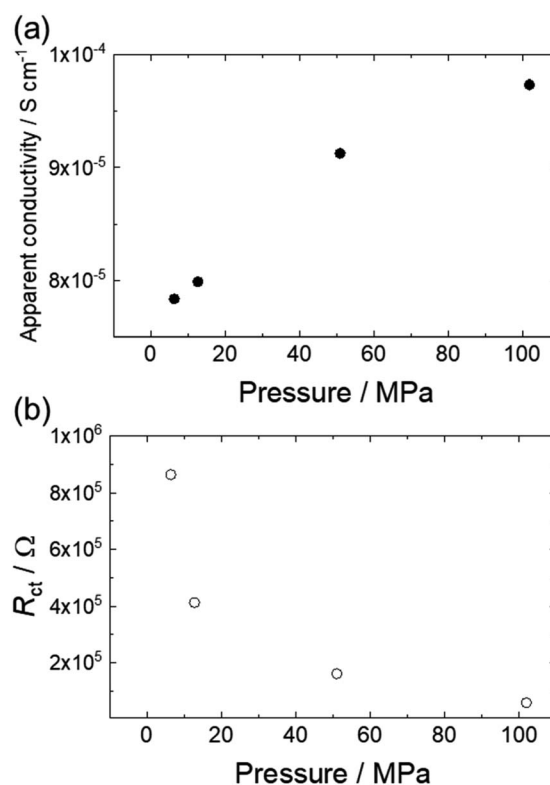 (a)
Apparent conductivity / S cm⁻¹
1x10⁻⁴
9x10⁻⁵
8x10⁻⁵
0 20 40 60 80 100
Pressure / MPa
(b)
R_ct / Ω
1x10⁶
8x10⁵
6x10⁵
4x10⁵
2x10⁵
0 20 40 60 80 100
Pressure / MPa